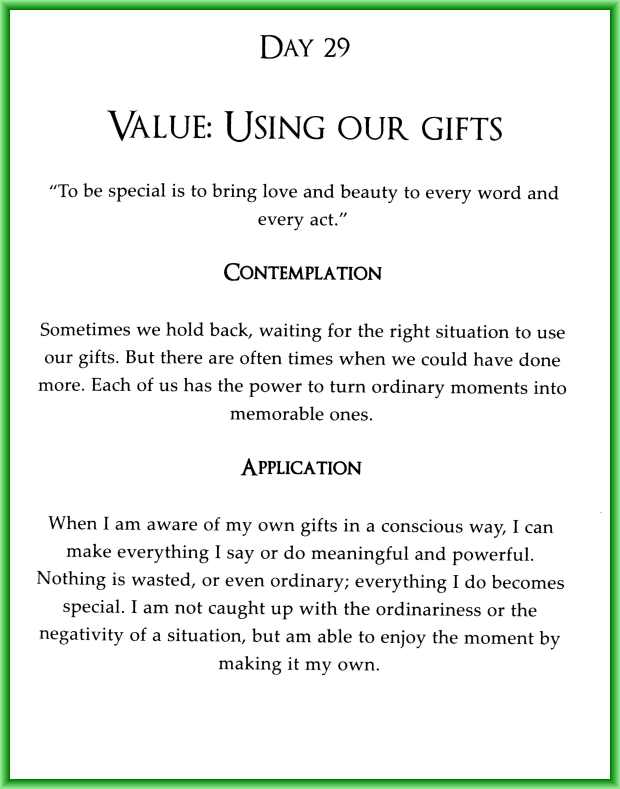 Day 29
Value: Using our gifts
“To be special is to bring love and beauty to every word and
every act.”
Contemplation
Sometimes we hold back, waiting for the right situation to use
our gifts. But there are often times when we could have done
more. Each of us has the power to turn ordinary moments into
memorable ones.
Application
When I am aware of my own gifts in a conscious way, I can
make everything I say or do meaningful and powerful.
Nothing is wasted, or even ordinary; everything I do becomes
special. I am not caught up with the ordinariness or the
negativity of a situation, but am able to enjoy the moment by
making it my own.